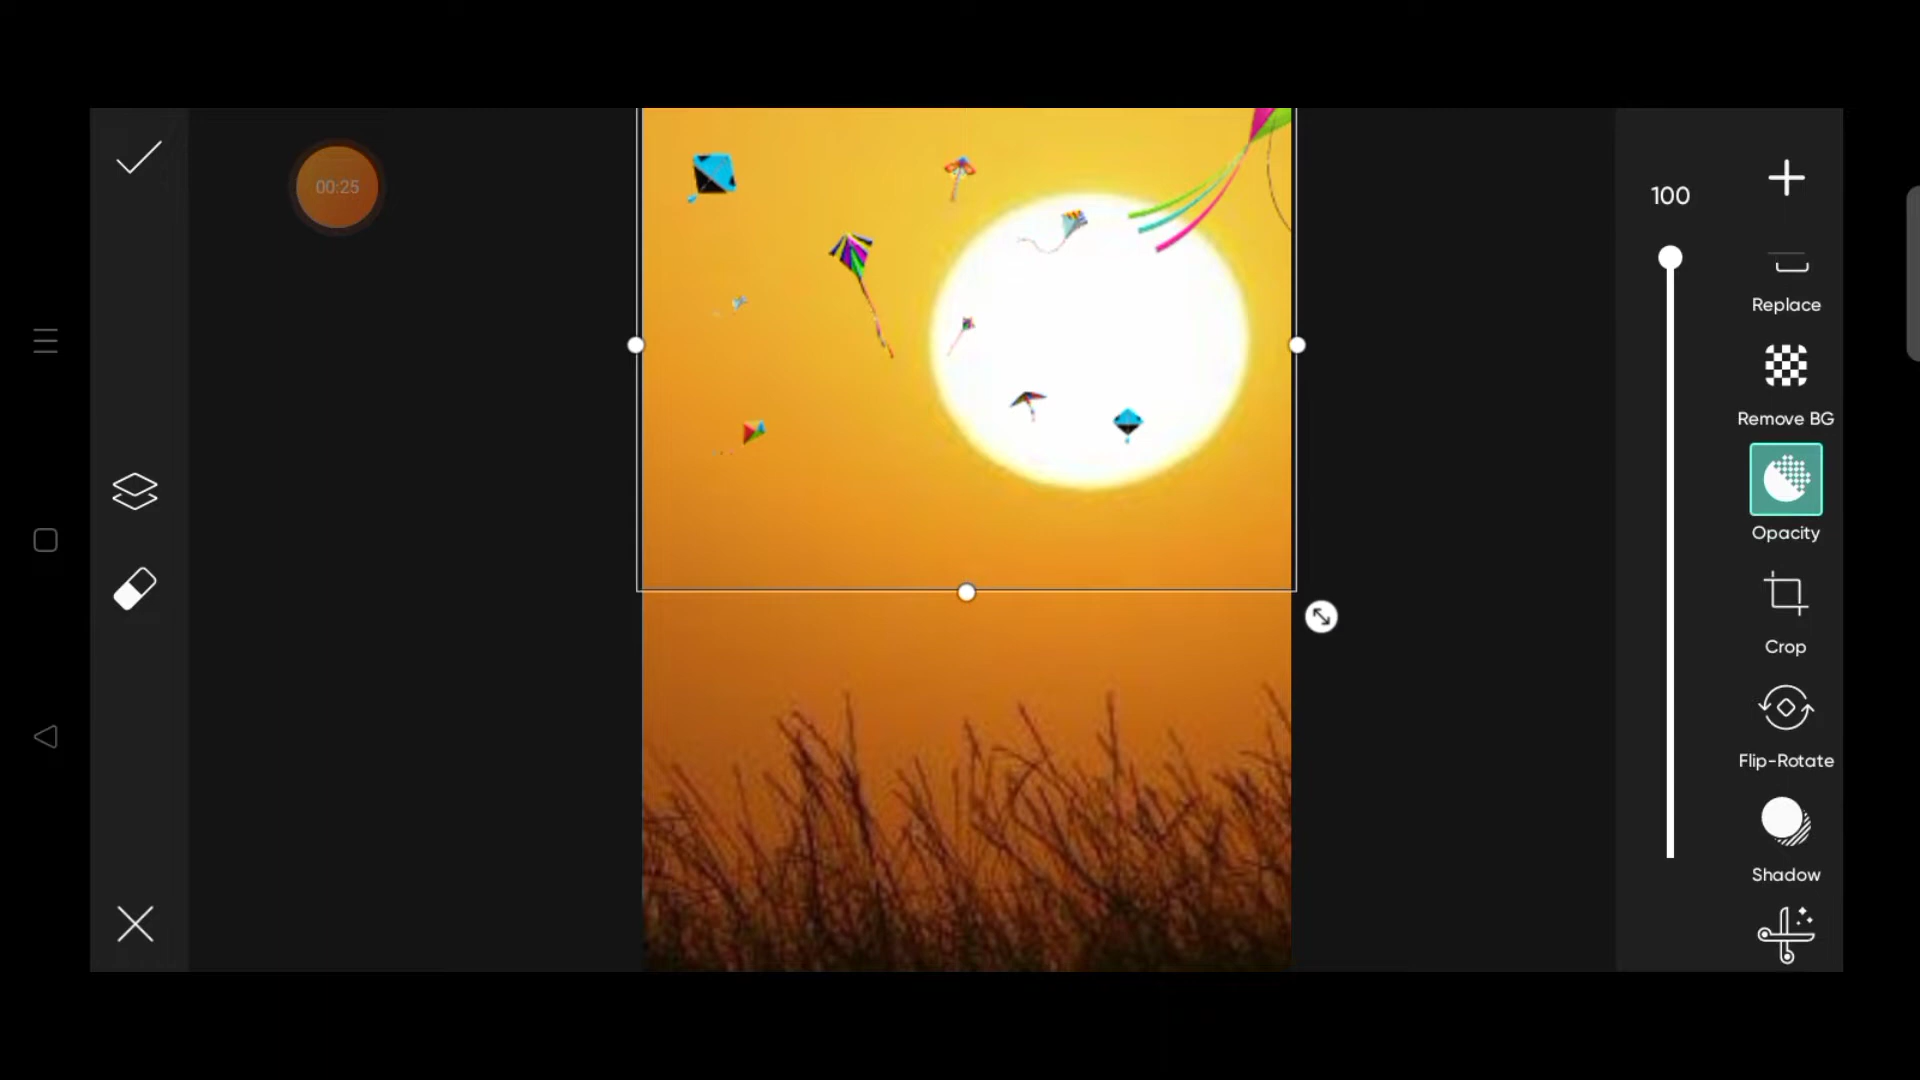 00:25
100
Replace
Remove BG
Opacity
Crop
Flip-Rotate
Shadow